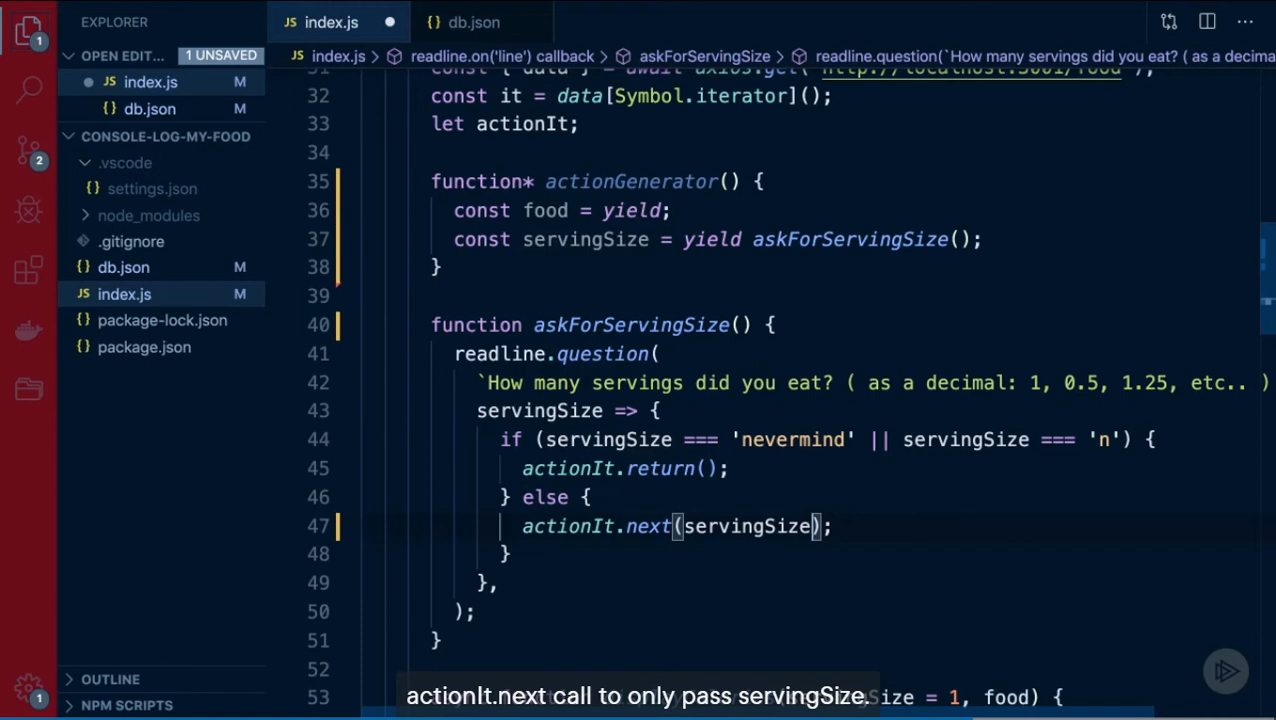 EXPLORER
JS index.js ●
{} db.json
1
OPEN EDIT... 1 UNSAVED
JS index.js > readline.on('line') callback > askForServingSize > readline.question(`How many servings did you eat? ( as a decima
JS index.js M
{} db.json M
CONSOLE-LOG-MY-FOOD
.vscode
{} settings.json
node_modules
.gitignore
{} db.json M
JS index.js M
{} package-lock.json
{} package.json
OUTLINE
NPM SCRIPTS
2
1
31 const { data } = await axios.get(`http://localhost:3001/food`);
32 const it = data[Symbol.iterator]();
33 let actionIt;
34
35 function* actionGenerator() {
36 const food = yield;
37 const servingSize = yield askForServingSize();
38 }
39
40 function askForServingSize() {
41 readline.question(
42 `How many servings did you eat? ( as a decimal: 1, 0.5, 1.25, etc.. )
43 servingSize => {
44 if (servingSize === 'nevermind' || servingSize === 'n') {
45 actionIt.return();
46 } else {
47 actionIt.next(servingSize);
48 }
49 },
50 );
51 }
52
53 Size = 1, food) {
actionIt.next call to only pass servingSize.